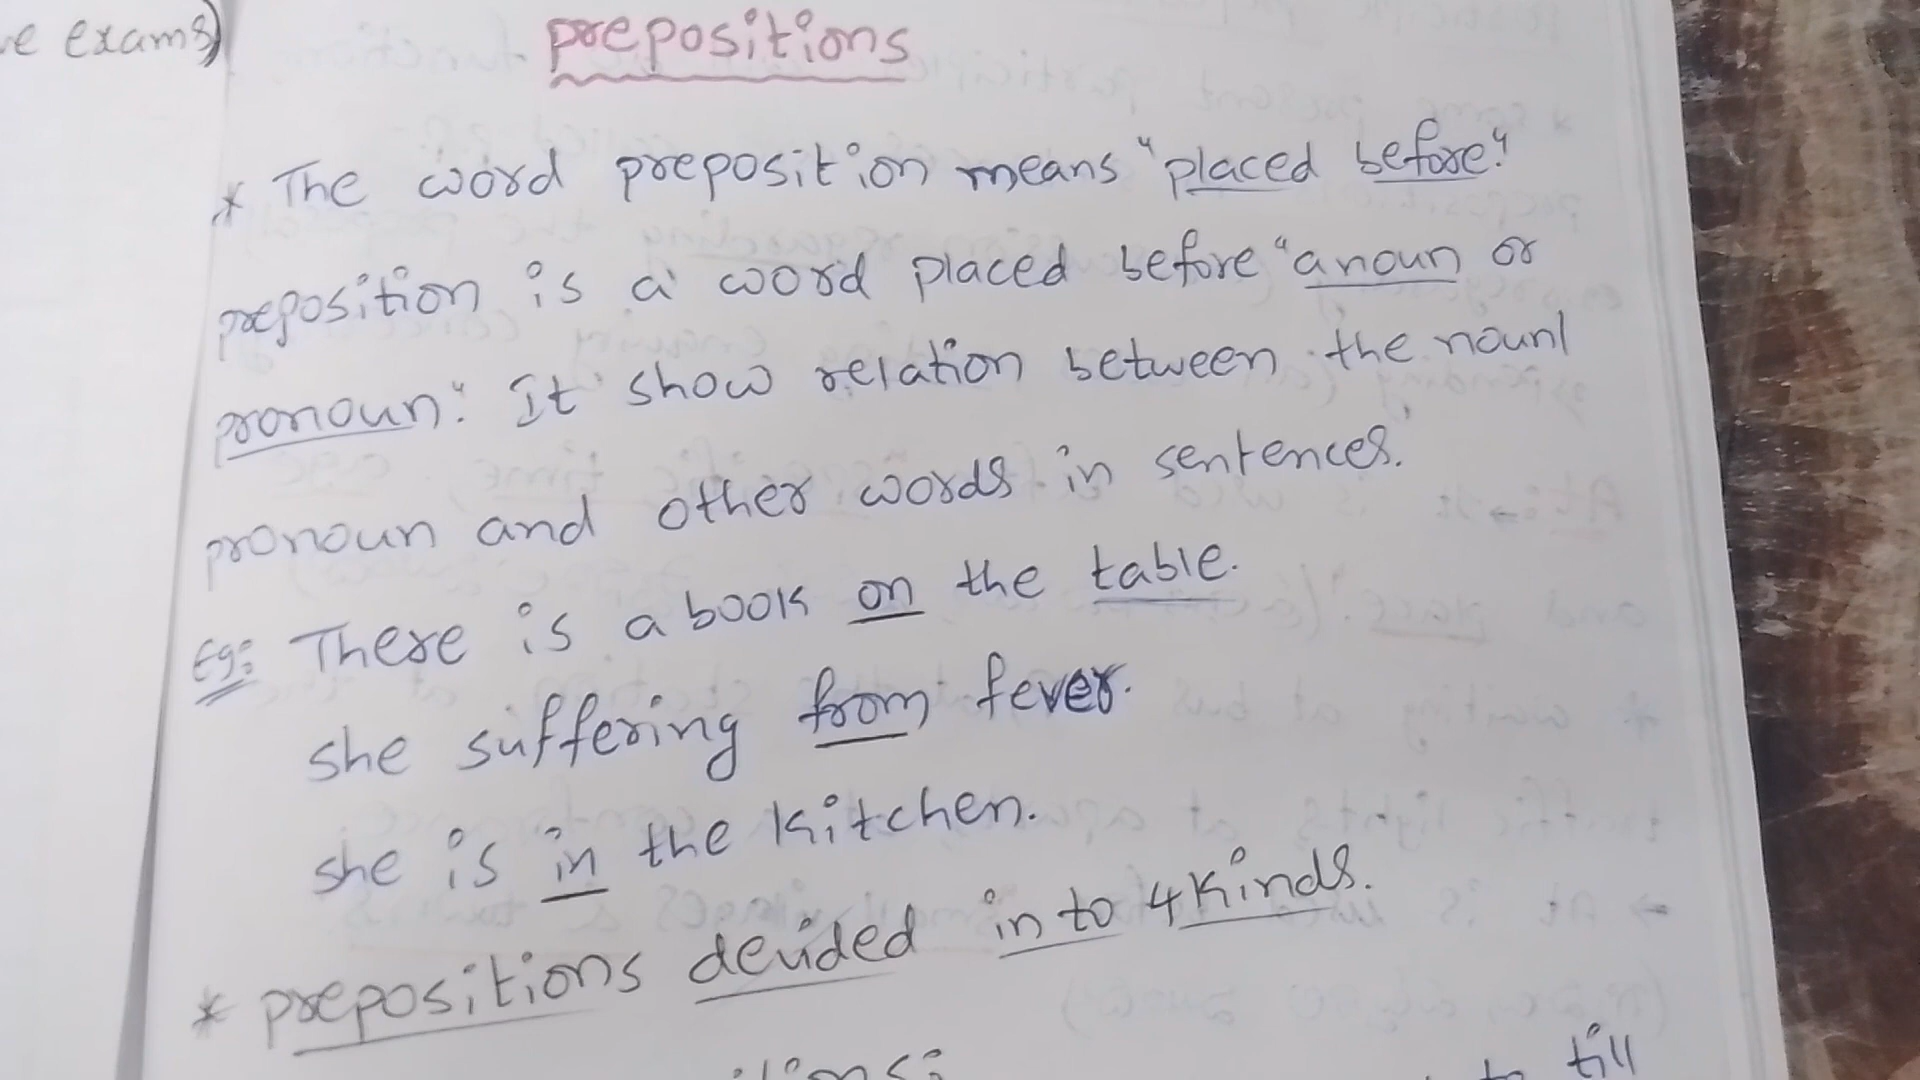 ve exams)
prepositions
* The word preposition means "placed before"
preposition is a word placed before "a noun or
pronoun". It show relation between the noun/
pronoun and other words in sentences.
Eg: There is a book on the table.
she suffering from fever.
she is in the kitchen.
* prepositions devided in to 4 kinds.
till